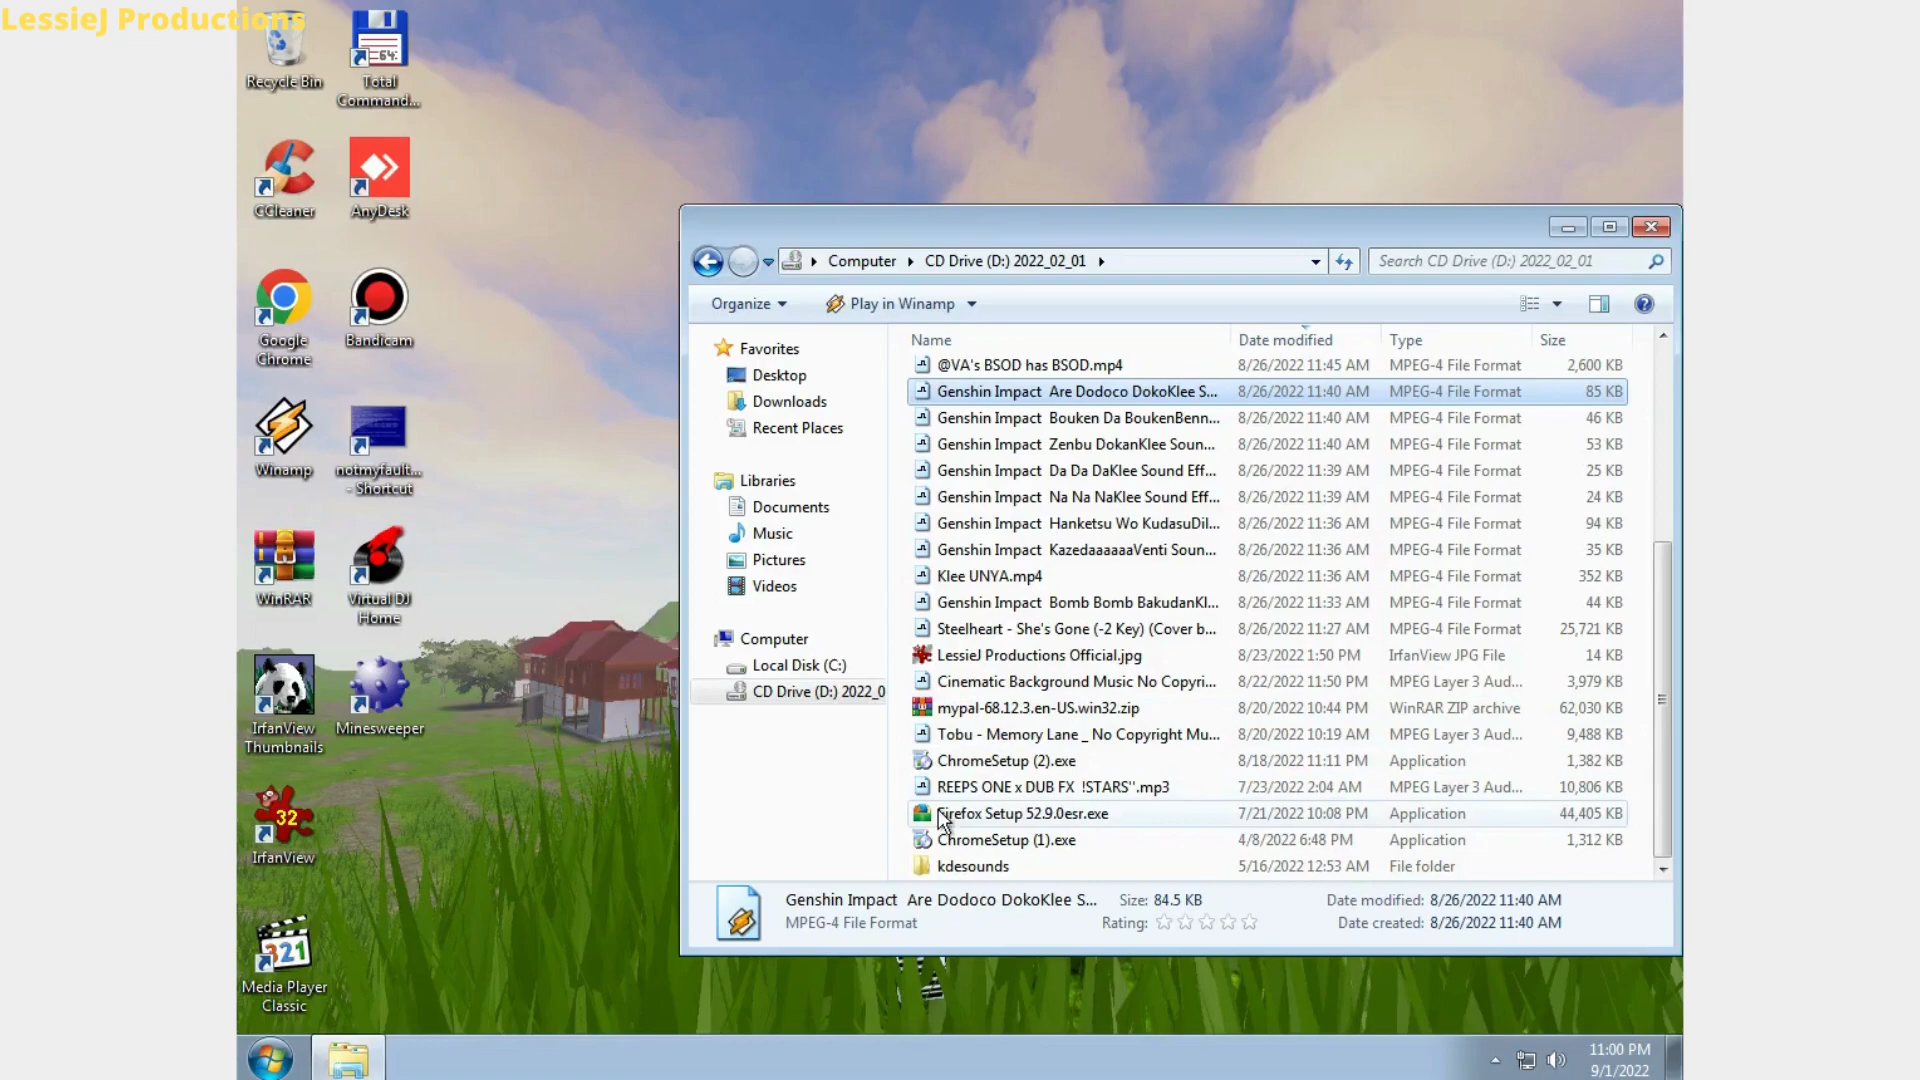 LessieJ Productions
Recycle Bin
64
Total
Command...
CCleaner
AnyDesk
Google
Chrome
Bandicam
Winamp
notmyfault...
- Shortcut
WinRAR
Virtual DJ
Home
IrfanView
Thumbnails
Minesweeper
32
IrfanView
321
Media Player
Classic
Computer
CD Drive (D:) 2022_02_01
Search CD Drive (D:) 2022_02_01
Organize
Play in Winamp
Favorites
Desktop
Downloads
Recent Places
Libraries
Documents
Music
Pictures
Videos
Computer
Local Disk (C:)
CD Drive (D:) 2022_0
Name Date modified Type Size
@VA's BSOD has BSOD.mp4 8/26/2022 11:45 AM MPEG-4 File Format 2,600 KB
Genshin Impact  Are Dodoco DokoKlee S... 8/26/2022 11:40 AM MPEG-4 File Format 85 KB
Genshin Impact  Bouken Da BoukenBenn... 8/26/2022 11:40 AM MPEG-4 File Format 46 KB
Genshin Impact  Zenbu DokanKlee Soun... 8/26/2022 11:40 AM MPEG-4 File Format 53 KB
Genshin Impact  Da Da DaKlee Sound Eff... 8/26/2022 11:39 AM MPEG-4 File Format 25 KB
Genshin Impact  Na Na NaKlee Sound Eff... 8/26/2022 11:39 AM MPEG-4 File Format 24 KB
Genshin Impact  Hanketsu Wo KudasuDil... 8/26/2022 11:36 AM MPEG-4 File Format 94 KB
Genshin Impact  KazedaaaaaaVenti Soun... 8/26/2022 11:36 AM MPEG-4 File Format 35 KB
Klee UNYA.mp4 8/26/2022 11:36 AM MPEG-4 File Format 352 KB
Genshin Impact  Bomb Bomb BakudanKl... 8/26/2022 11:33 AM MPEG-4 File Format 44 KB
Steelheart - She's Gone (-2 Key) (Cover b... 8/26/2022 11:27 AM MPEG-4 File Format 25,721 KB
LessieJ Productions Official.jpg 8/23/2022 1:50 PM IrfanView JPG File 14 KB
Cinematic Background Music No Copyri... 8/22/2022 11:50 PM MPEG Layer 3 Aud... 3,979 KB
mypal-68.12.3.en-US.win32.zip 8/20/2022 10:44 PM WinRAR ZIP archive 62,030 KB
Tobu - Memory Lane _ No Copyright Mu... 8/20/2022 10:19 AM MPEG Layer 3 Aud... 9,488 KB
ChromeSetup (2).exe 8/18/2022 11:11 PM Application 1,382 KB
REEPS ONE x DUB FX  !STARS''.mp3 7/23/2022 2:04 AM MPEG Layer 3 Aud... 10,806 KB
Firefox Setup 52.9.0esr.exe 7/21/2022 10:08 PM Application 44,405 KB
ChromeSetup (1).exe 4/8/2022 6:48 PM Application 1,312 KB
kdesounds 5/16/2022 12:53 AM File folder
Genshin Impact  Are Dodoco DokoKlee S... Size: 84.5 KB Date modified: 8/26/2022 11:40 AM
MPEG-4 File Format Rating: Date created: 8/26/2022 11:40 AM
11:00 PM
9/1/2022